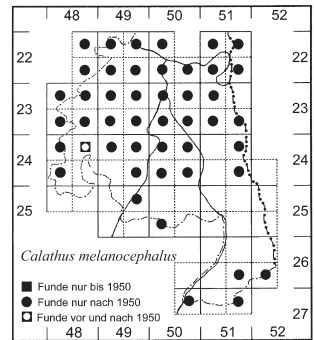 48 49 50 51 52
22 22
23 23
24 24
25 25
26
Calathus melanocephalus
Funde nur bis 1950
Funde nur nach 1950
Funde vor und nach 1950
27
48 49 50 51 52